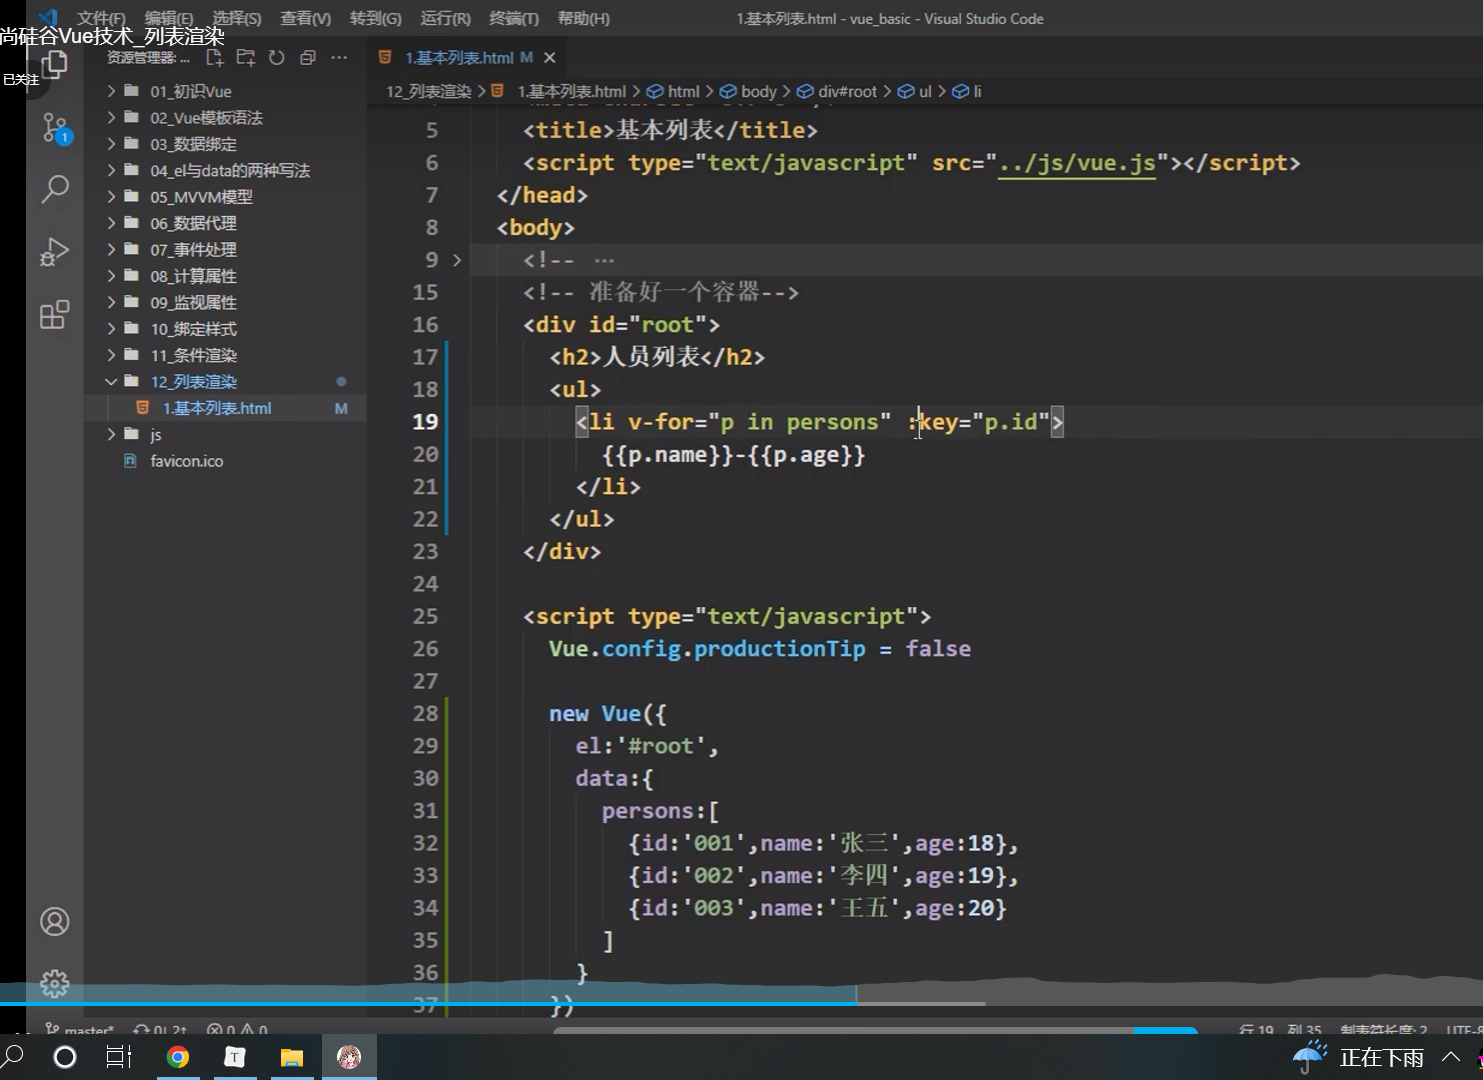 文件(F) 编辑(E) 选择(S) 查看(V) 转到(G) 运行(R) 终端(T) 帮助(H) 1.基本列表.html - vue_basic - Visual Studio Code
尚硅谷Vue技术_列表渲染
已关注
资源管理器: ...
1
01_初识Vue
02_Vue模板语法
03_数据绑定
04_el与data的两种写法
05_MVVM模型
06_数据代理
07_事件处理
08_计算属性
09_监视属性
10_绑定样式
11_条件渲染
12_列表渲染
1.基本列表.html M
js
favicon.ico
1.基本列表.html M
12_列表渲染 > 1.基本列表.html > html > body > div#root > ul > li
5 <title>基本列表</title>
6 <script type="text/javascript" src="../js/vue.js"></script>
7 </head>
8 <body>
9 <!-- ...
15 <!-- 准备好一个容器-->
16 <div id="root">
17 <h2>人员列表</h2>
18 <ul>
19 <li v-for="p in persons" :key="p.id">
20 {{p.name}}-{{p.age}}
21 </li>
22 </ul>
23 </div>
24
25 <script type="text/javascript">
26 Vue.config.productionTip = false
27
28 new Vue({
29 el:'#root',
30 data:{
31 persons:[
32 {id:'001',name:'张三',age:18},
33 {id:'002',name:'李四',age:19},
34 {id:'003',name:'王五',age:20}
35 ]
36 }
37 })
master* 0↓ 2↑ 0 0 行 19 列 35 制表符长度: 2 UTF-8
T 正在下雨